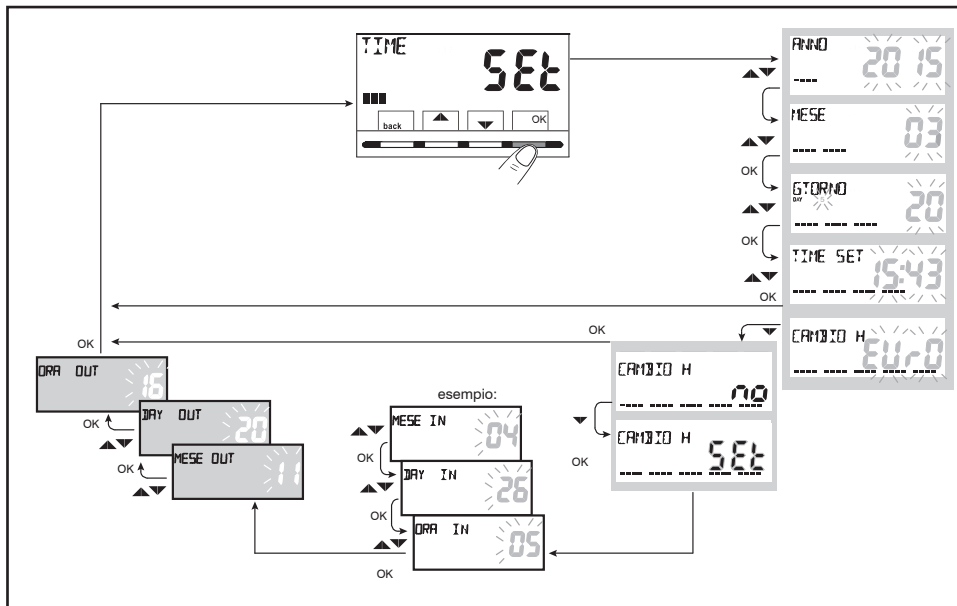 TIME
SEt
back
OK
ANNO
2015
MESE
03
OK
GIORNO
DAY 5
20
OK
TIME SET
15:43
OK
CAMBIO H
EUrO
OK
CAMBIO H
no
OK
CAMBIO H
SEt
esempio:
MESE IN
04
OK
DAY IN
26
OK
ORA IN
05
OK
MESE OUT
11
OK
DAY OUT
20
OK
ORA OUT
16
OK